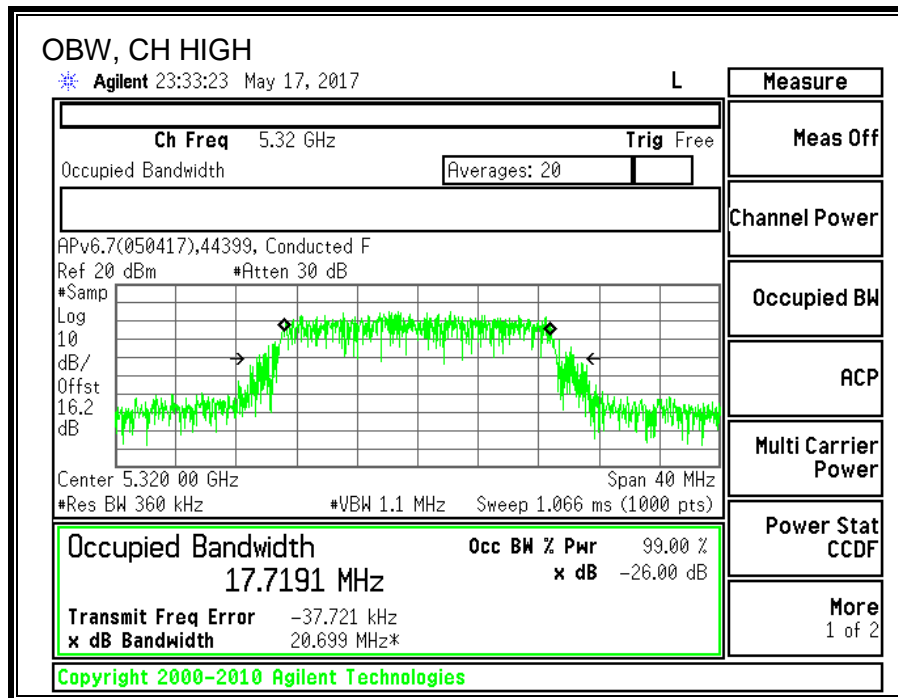 OBW, CH HIGH
Agilent 23:33:23 May 17, 2017 L
Measure
Ch Freq 5.32 GHz Trig Free
Meas Off
Occupied Bandwidth Averages: 20
Channel Power
APv6.7(050417),44399, Conducted F
Ref 20 dBm #Atten 30 dB
#Samp
Log
10
dB/
Offst
16.2
dB
Occupied BW
ACP
Multi Carrier
Power
Center 5.320 00 GHz Span 40 MHz
#Res BW 360 kHz #VBW 1.1 MHz Sweep 1.066 ms (1000 pts)
Power Stat
CCDF
Occupied Bandwidth Occ BW % Pwr 99.00 %
17.7191 MHz x dB -26.00 dB
Transmit Freq Error -37.721 kHz
x dB Bandwidth 20.699 MHz*
More
1 of 2
Copyright 2000-2010 Agilent Technologies